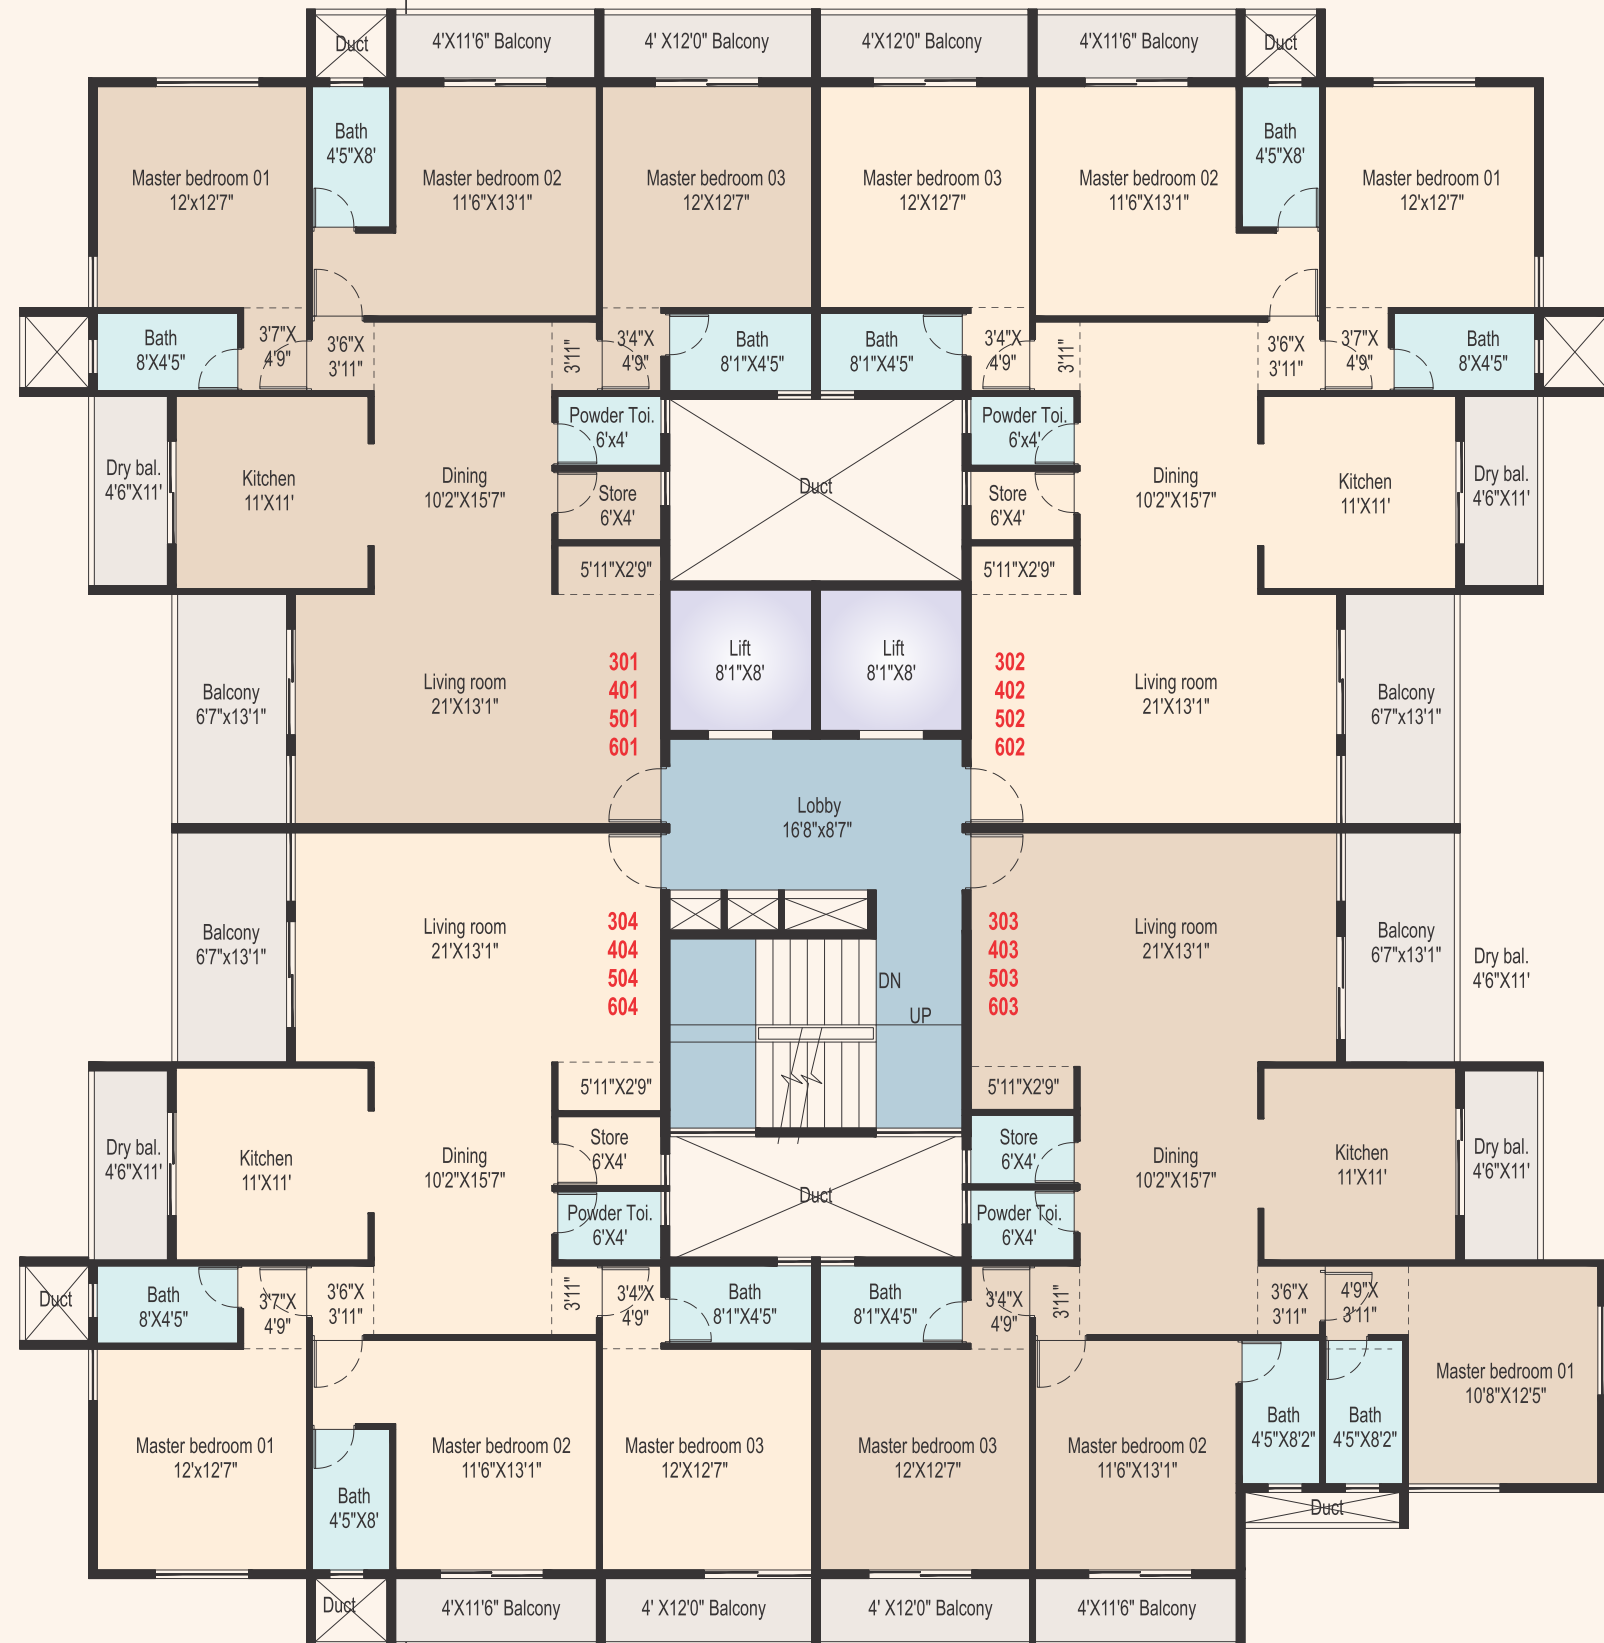 Duct
4'X11'6" Balcony
4' X12'0" Balcony
4'X12'0" Balcony
4'X11'6" Balcony
Duct
Master bedroom 01
12'x12'7"
Bath
4'5"X8'
Master bedroom 02
11'6"X13'1"
Master bedroom 03
12'X12'7"
Master bedroom 03
12'X12'7"
Master bedroom 02
11'6"X13'1"
Bath
4'5"X8'
Master bedroom 01
12'x12'7"
Bath
8'X4'5"
3'7"X
4'9"
3'6"X
3'11"
3'11"
3'4"X
4'9"
Bath
8'1"X4'5"
Bath
8'1"X4'5"
3'4"X
4'9"
3'11"
3'6"X
3'11"
3'7"X
4'9"
Bath
8'X4'5"
Dry bal.
4'6"X11'
Kitchen
11'X11'
Dining
10'2"X15'7"
Powder Toi.
6'x4'
Store
6'X4'
5'11"X2'9"
Duct
Powder Toi.
6'x4'
Store
6'X4'
5'11"X2'9"
Dining
10'2"X15'7"
Kitchen
11'X11'
Dry bal.
4'6"X11'
Balcony
6'7"x13'1"
Living room
21'X13'1"
301
401
501
601
Lift
8'1"X8'
Lift
8'1"X8'
302
402
502
602
Living room
21'X13'1"
Balcony
6'7"x13'1"
Lobby
16'8"x8'7"
Balcony
6'7"x13'1"
Living room
21'X13'1"
304
404
504
604
DN
UP
303
403
503
603
Living room
21'X13'1"
Balcony
6'7"x13'1"
Dry bal.
4'6"X11'
Dry bal.
4'6"X11'
Kitchen
11'X11'
Dining
10'2"X15'7"
5'11"X2'9"
Store
6'X4'
Powder Toi.
6'X4'
Duct
5'11"X2'9"
Store
6'X4'
Powder Toi.
6'X4'
Dining
10'2"X15'7"
Kitchen
11'X11'
Dry bal.
4'6"X11'
Duct
Bath
8'X4'5"
3'7"X
4'9"
3'6"X
3'11"
3'11"
3'4"X
4'9"
Bath
8'1"X4'5"
Bath
8'1"X4'5"
3'4"X
4'9"
3'11"
3'6"X
3'11"
4'9"X
3'11"
Master bedroom 01
12'x12'7"
Bath
4'5"X8'
Master bedroom 02
11'6"X13'1"
Master bedroom 03
12'X12'7"
Master bedroom 03
12'X12'7"
Master bedroom 02
11'6"X13'1"
Bath
4'5"X8'2"
Bath
4'5"X8'2"
Master bedroom 01
10'8"X12'5"
Duct
Duct
4'X11'6" Balcony
4' X12'0" Balcony
4' X12'0" Balcony
4'X11'6" Balcony